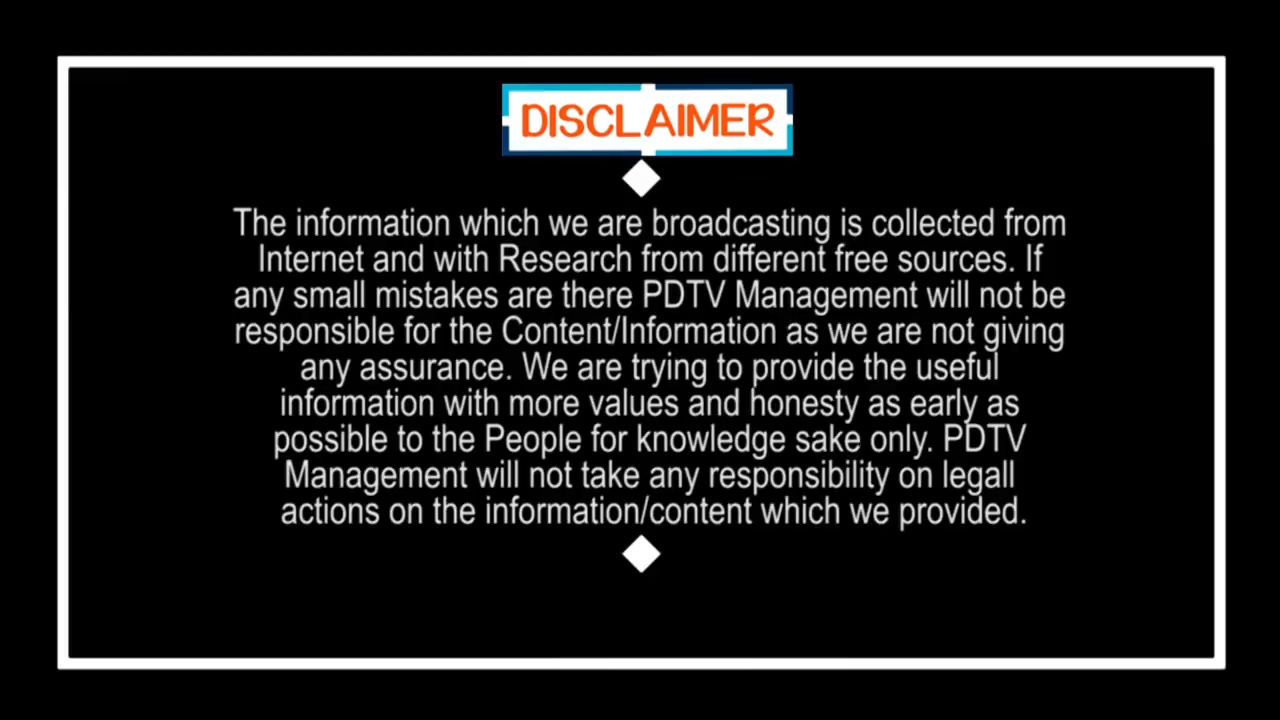 DISCLAIMER
The information which we are broadcasting is collected from
Internet and with Research from different free sources. If
any small mistakes are there PDTV Management will not be
responsible for the Content/Information as we are not giving
any assurance. We are trying to provide the useful
information with more values and honesty as early as
possible to the People for knowledge sake only. PDTV
Management will not take any responsibility on legall
actions on the information/content which we provided.